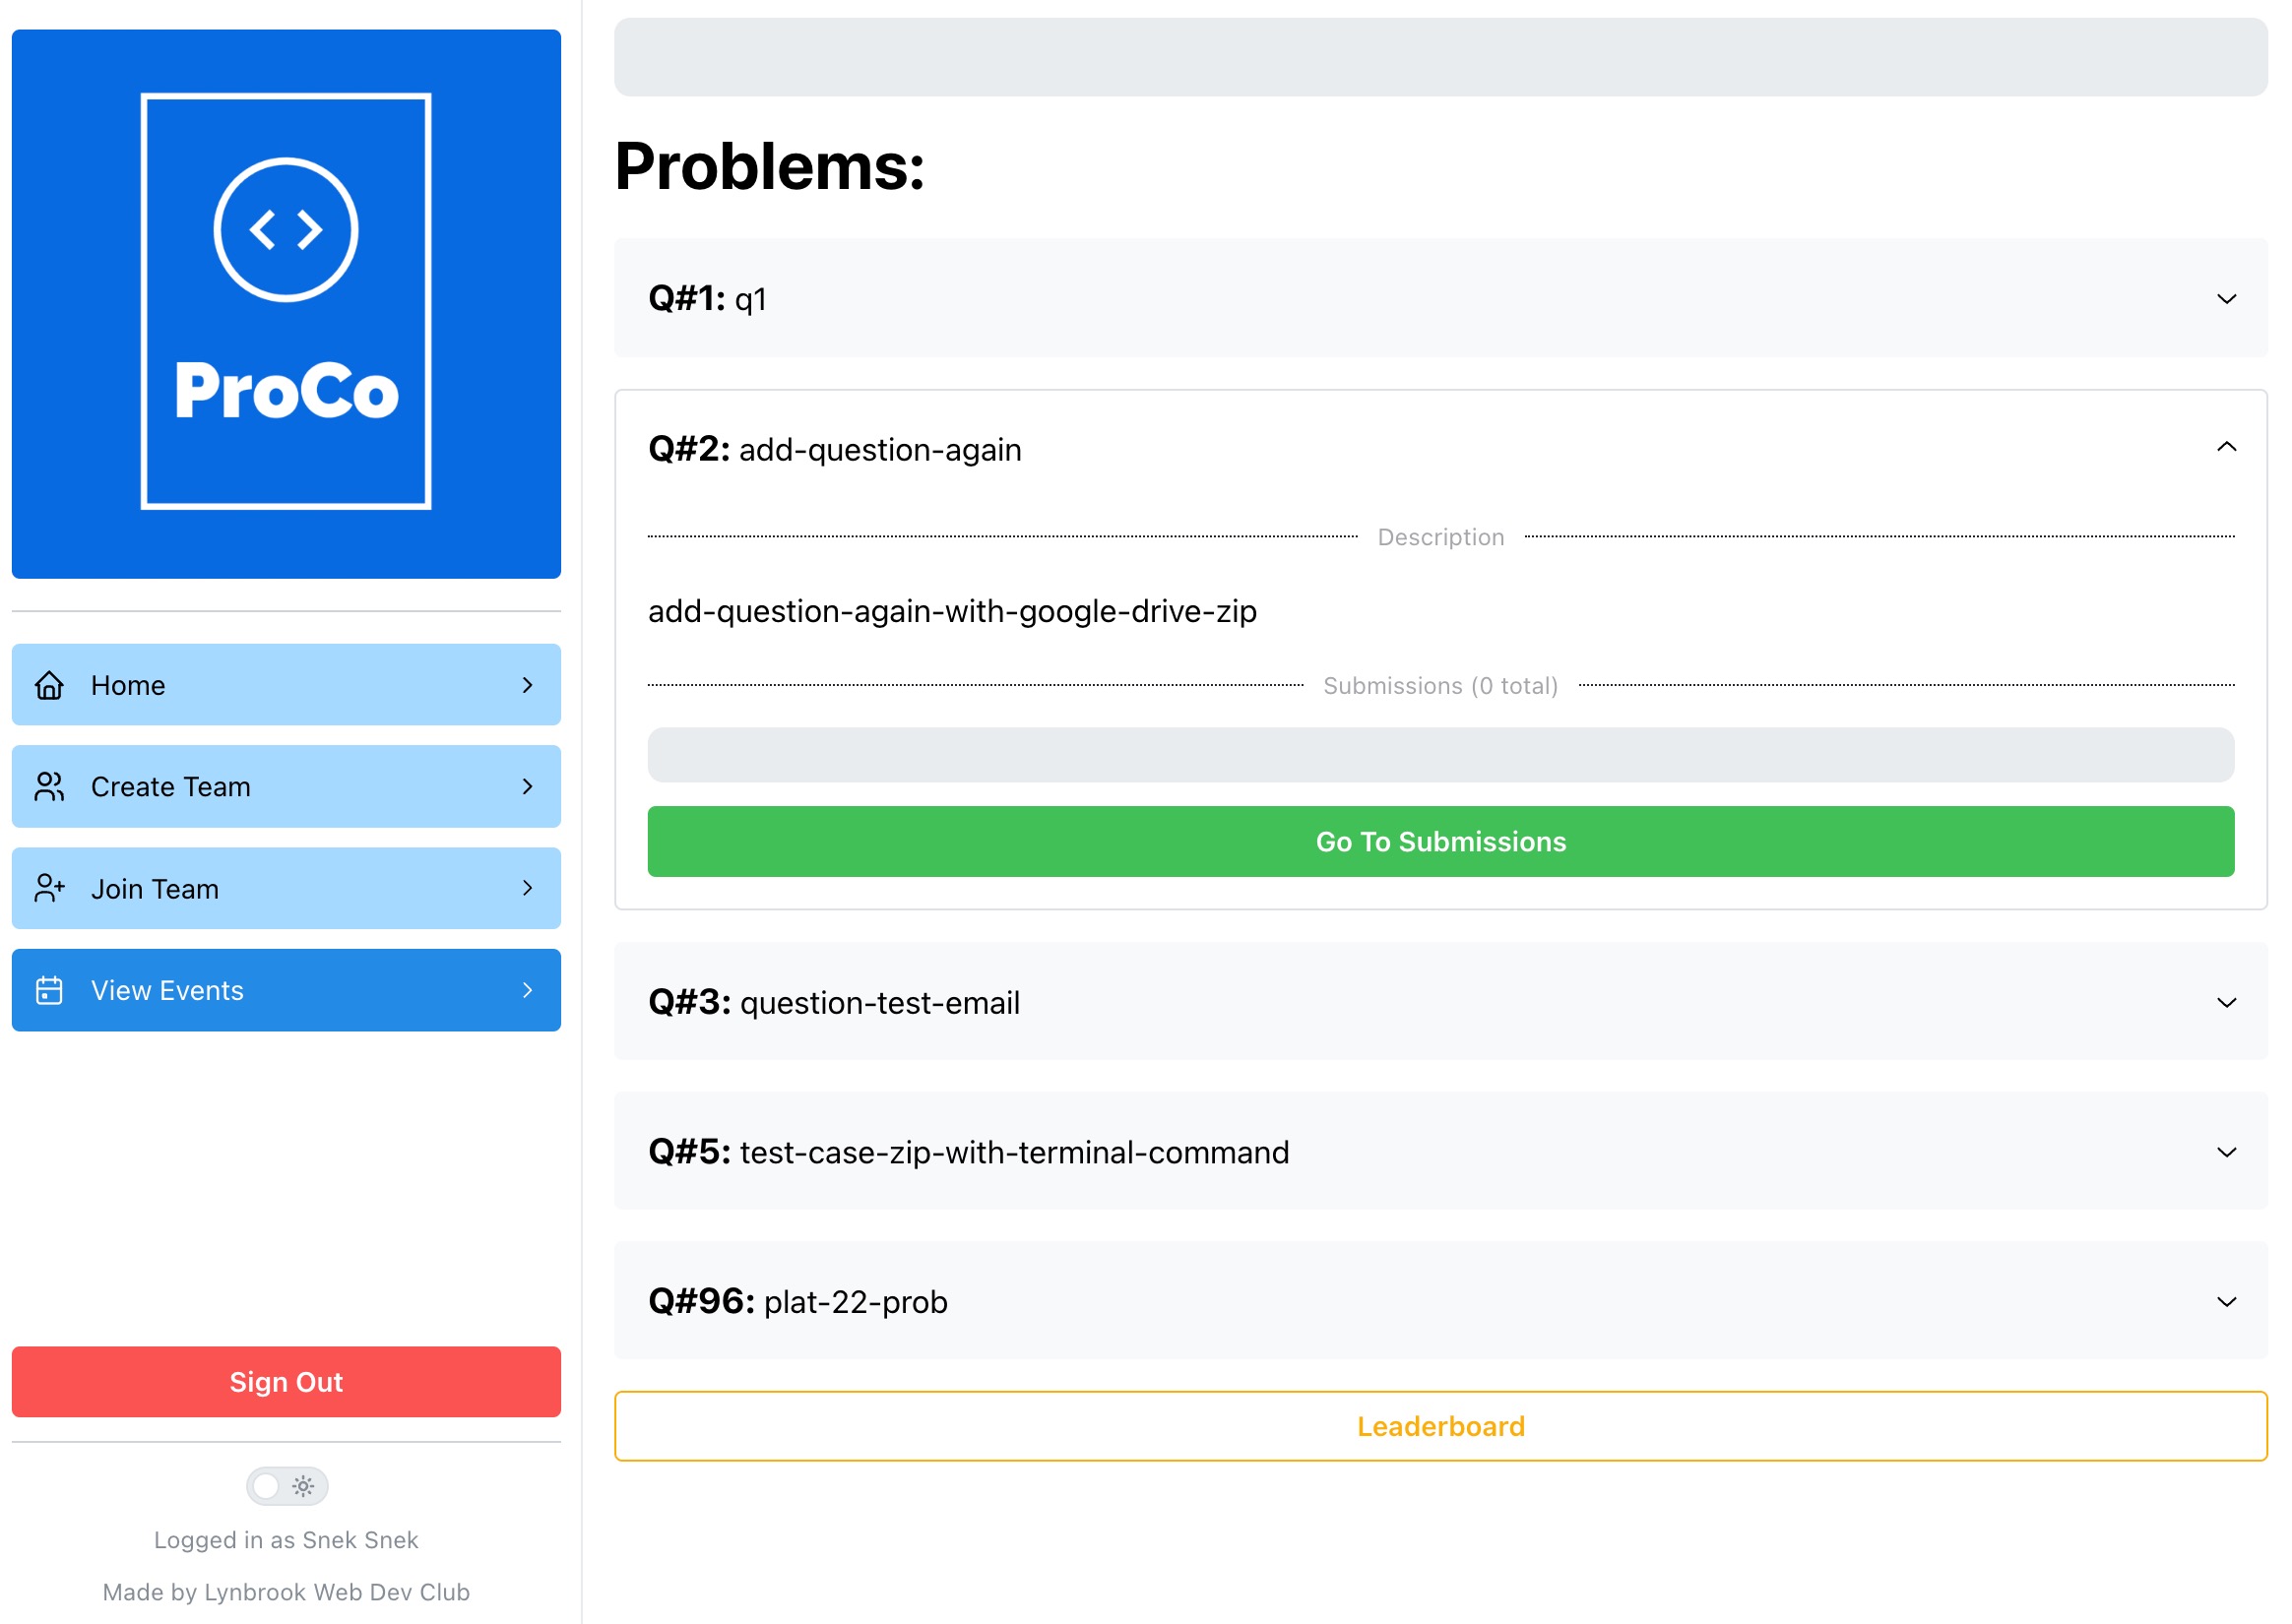 ProCo
Home
Create Team
Join Team
View Events
Sign Out
Logged in as Snek Snek
Made by Lynbrook Web Dev Club
Problems:
Q#1: q1
Q#2: add-question-again
Description
add-question-again-with-google-drive-zip
Submissions (0 total)
Go To Submissions
Q#3: question-test-email
Q#5: test-case-zip-with-terminal-command
Q#96: plat-22-prob
Leaderboard